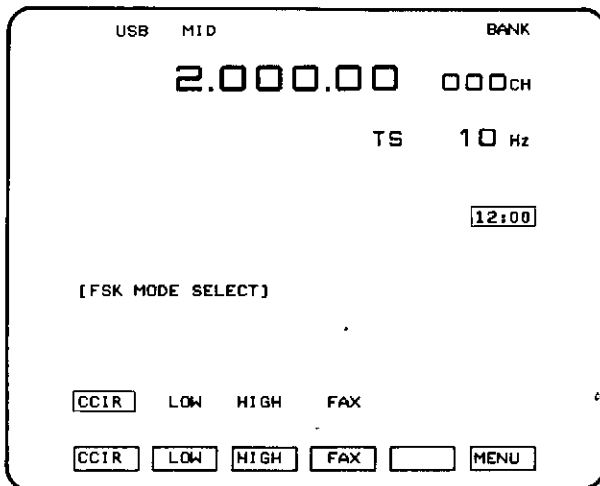 USB MID BANK
2.000.00 000CH
TS 10 Hz
12:00
[FSK MODE SELECT]
CCIR LOW HIGH FAX
CCIR LOW HIGH FAX MENU